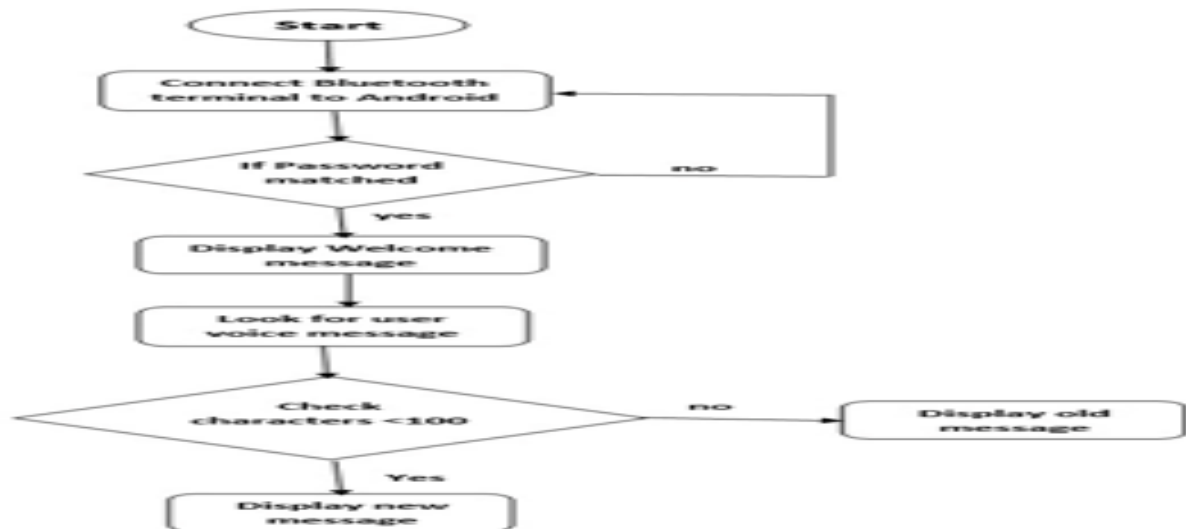 Start
Connect Bluetooth
terminal to Android
If Password
matched
no
yes
Display Welcome
message
Look for user
voice message
Check
characters <100
no
Display old
message
Yes
Display new
message